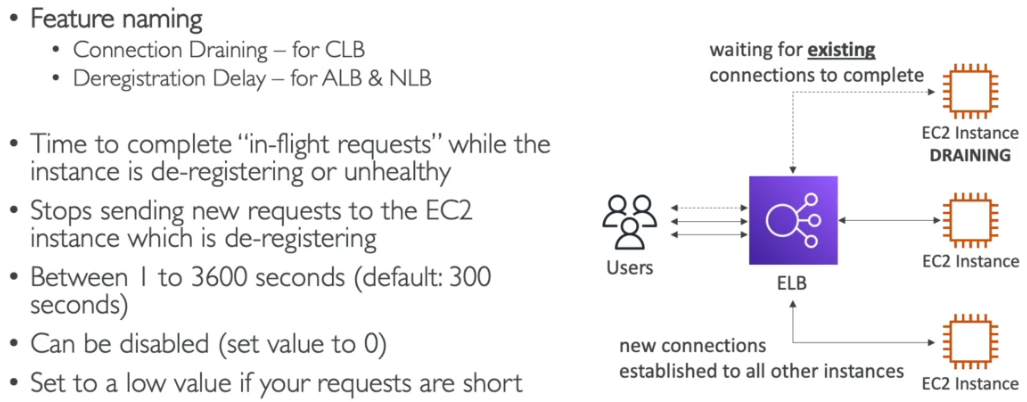 • Feature naming
• Connection Draining – for CLB
• Deregistration Delay – for ALB & NLB
• Time to complete “in-flight requests” while the
instance is de-registering or unhealthy
• Stops sending new requests to the EC2
instance which is de-registering
• Between 1 to 3600 seconds (default: 300
seconds)
• Can be disabled (set value to 0)
• Set to a low value if your requests are short
waiting for existing
connections to complete
EC2 Instance
DRAINING
Users
ELB
EC2 Instance
new connections
established to all other instances
EC2 Instance